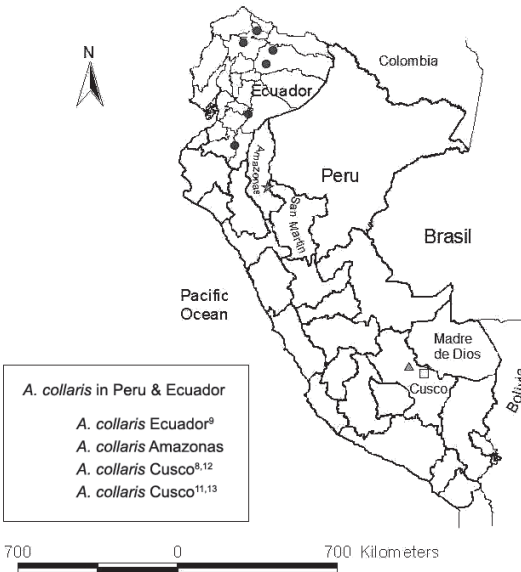 N
Colombia
Ecuador
Amazonas
San Martin
Peru
Brasil
Pacific
Ocean
Madre
de Dios
Cusco
Bolivia
A. collaris in Peru & Ecuador
A. collaris Ecuador⁹
A. collaris Amazonas
A. collaris Cusco⁸,¹²
A. collaris Cusco¹¹,¹³
700 0 700 Kilometers